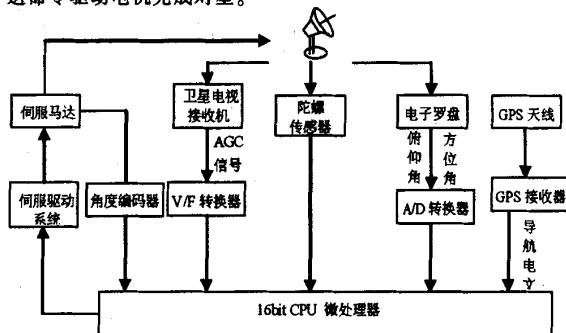 送命令驱动电机完成对星。
伺服马达
卫星电视
接收机
陀螺
传感器
电子罗盘
GPS 天线
AGC
信号
俯仰角
方位角
伺服驱动
系统
角度编码器
V/F 转换器
A/D 转换器
GPS 接收器
导航电文
16bit CPU 微处理器